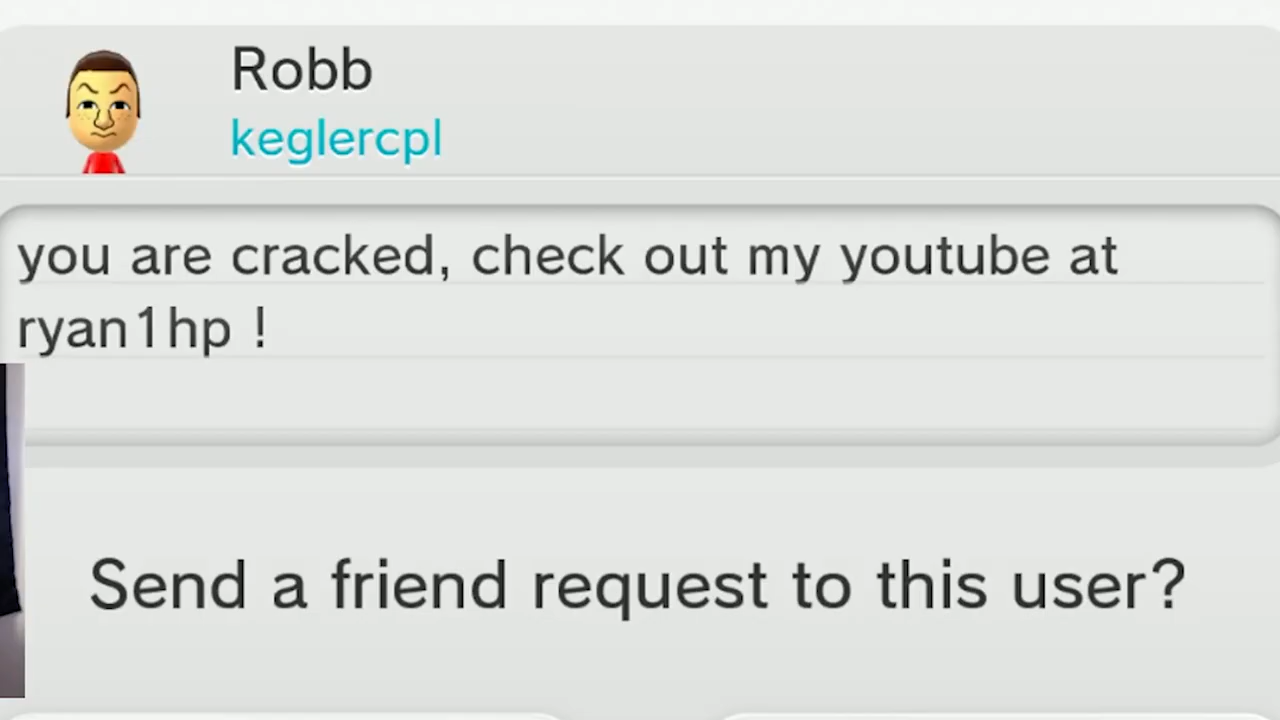 Robb
keglercpl
you are cracked, check out my youtube at
ryan1hp !
Send a friend request to this user?